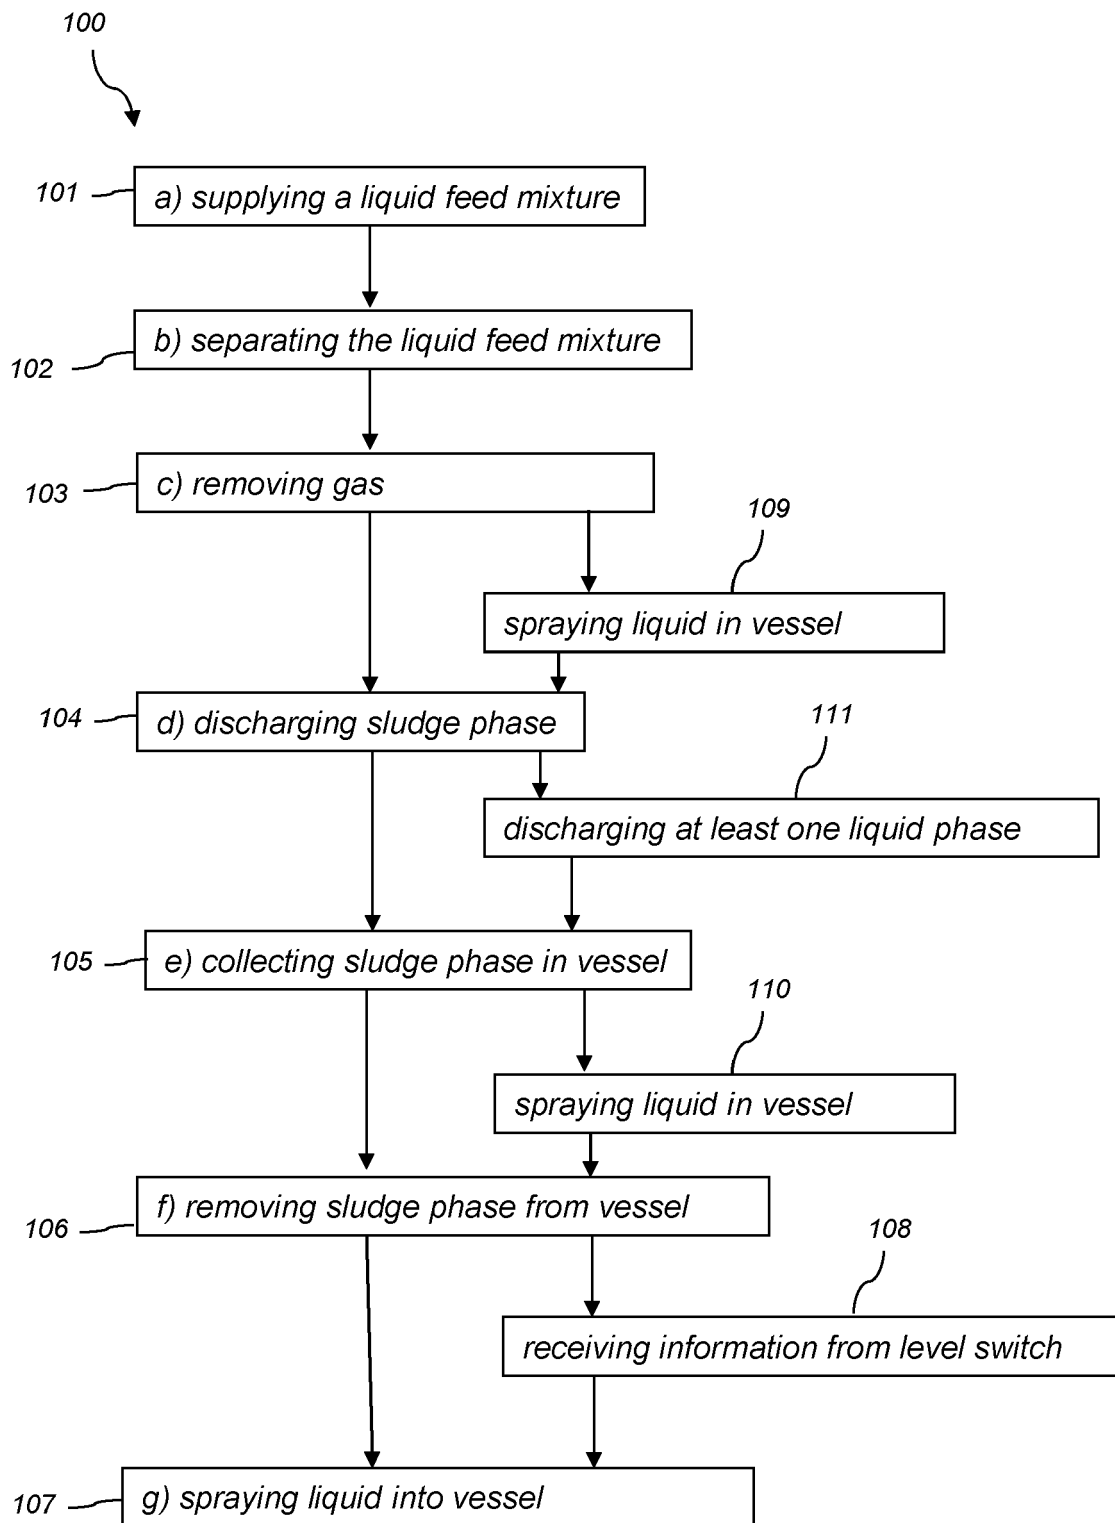 100
101
a) supplying a liquid feed mixture
b) separating the liquid feed mixture
102
c) removing gas
103
109
spraying liquid in vessel
104
d) discharging sludge phase
111
discharging at least one liquid phase
105
e) collecting sludge phase in vessel
110
spraying liquid in vessel
f) removing sludge phase from vessel
106
108
receiving information from level switch
107
g) spraying liquid into vessel